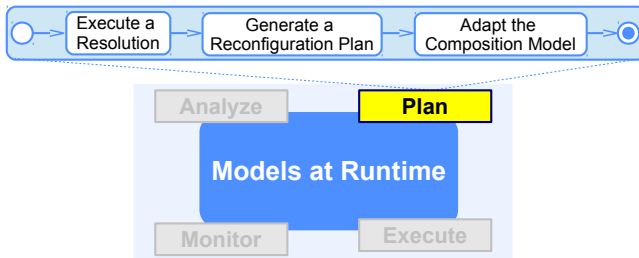 Execute a
Resolution
Generate a
Reconfiguration Plan
Adapt the
Composition Model
Analyze
Plan
Models at Runtime
Monitor
Execute